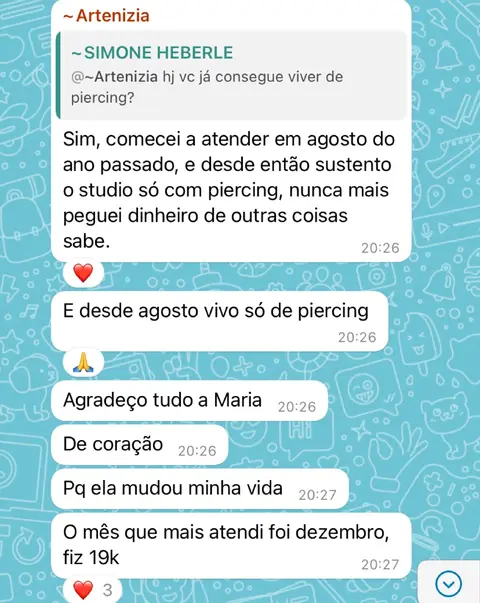 ~Artenizia
~SIMONE HEBERLE
@~Artenizia hj vc já consegue viver de
piercing?
Sim, comecei a atender em agosto do
ano passado, e desde então sustento
o studio só com piercing, nunca mais
peguei dinheiro de outras coisas
sabe.
20:26
E desde agosto vivo só de piercing
20:26
Agradeço tudo a Maria 20:26
De coração 20:26
Pq ela mudou minha vida 20:27
O mês que mais atendi foi dezembro,
fiz 19k
20:27
3